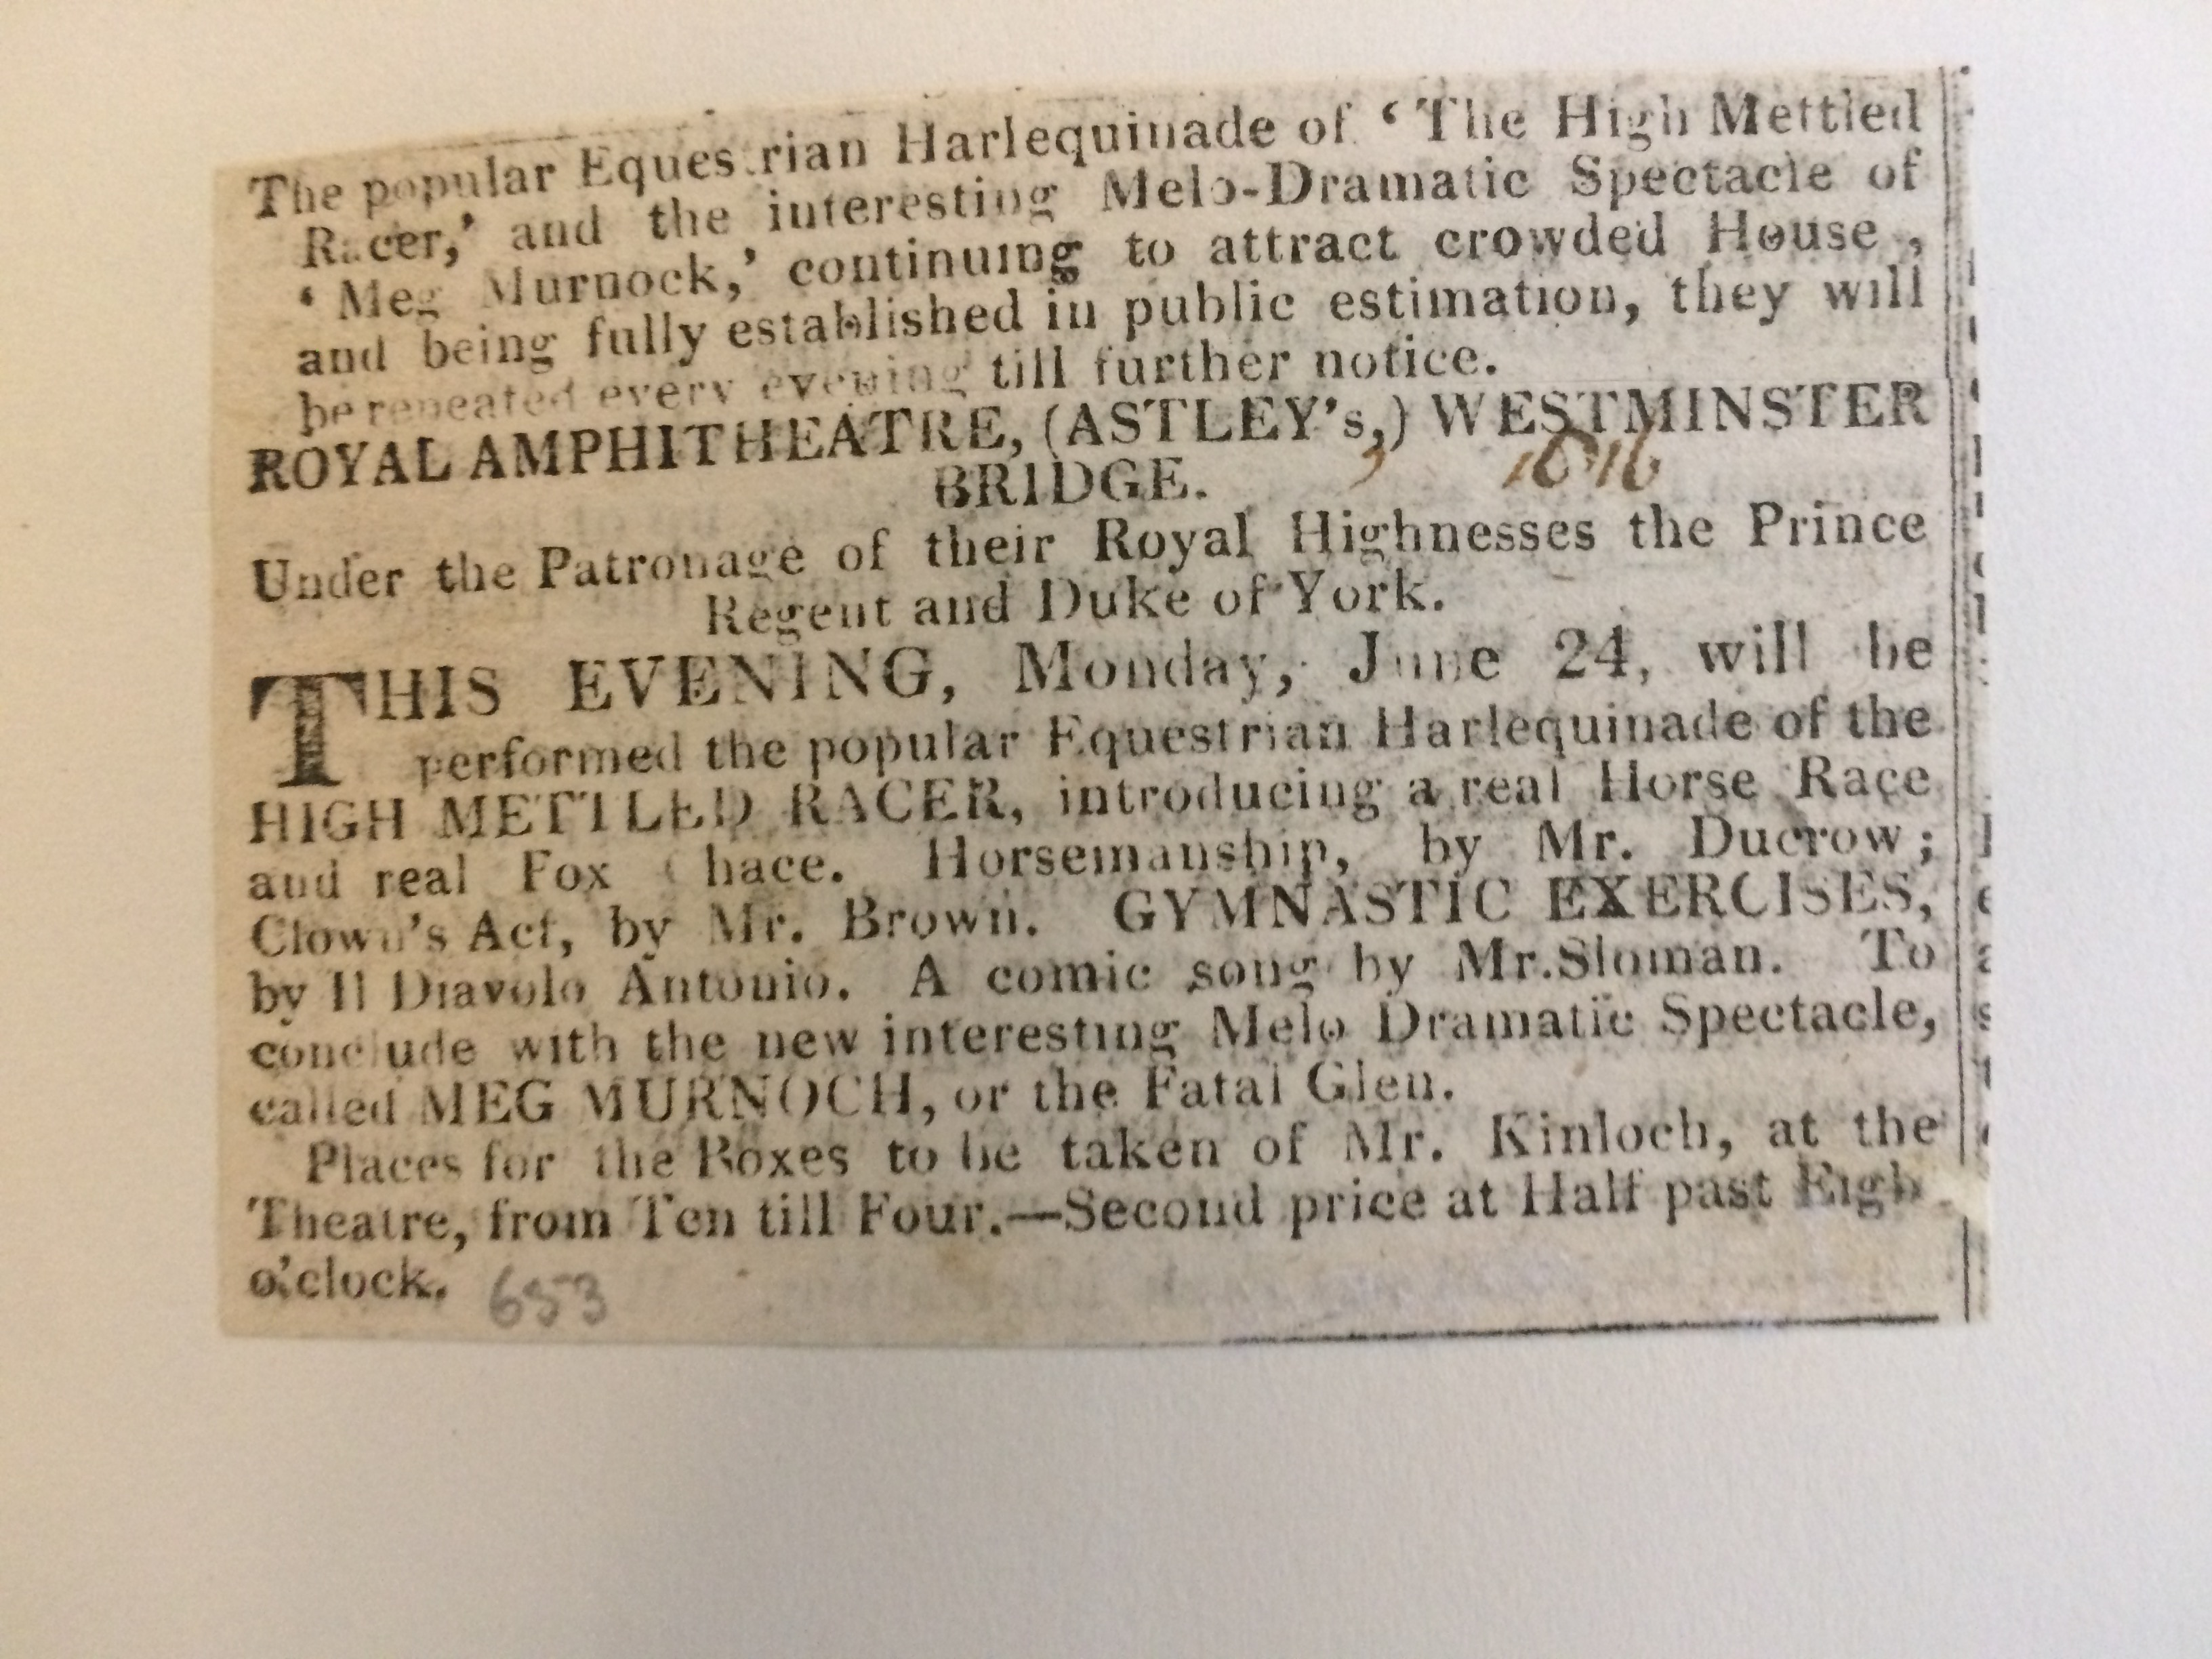 The popular Equestrian Harlequinade of ‘The High Mettled
Racer,’ and the interesting Melo-Dramatic Spectacle of
‘Meg Murnock,’ continuing to attract crowded House ,
and being fully established in public estimation, they will
be repeated every evening till further notice.
ROYAL AMPHITHEATRE, (ASTLEY's,) WESTMINSTER
BRIDGE.
1816
Under the Patronage of their Royal Highnesses the Prince
Regent and Duke of York.
THIS EVENING, Monday, June 24, will be
performed the popular Equestrian Harlequinade of the
HIGH METTLED RACER, introducing a real Horse Race
and real Fox Chace. Horsemanship, by Mr. Ducrow;
Clown's Act, by Mr. Brown. GYMNASTIC EXERCISES,
by Il Diavolo Antonio. A comic song by Mr. Sloman. To
conclude with the new interesting Melo Dramatic Spectacle,
called MEG MURNOCH, or the Fatal Glen.
Places for the Boxes to be taken of Mr. Kinloch, at the
Theatre, from Ten till Four.—Second price at Half past Eigh
o'clock.
653